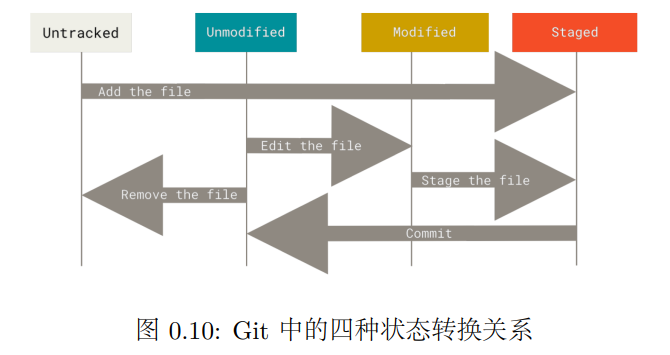 Untracked Unmodified Modified Staged
Add the file
Edit the file
Stage the file
Remove the file
Commit
图 0.10: Git 中的四种状态转换关系